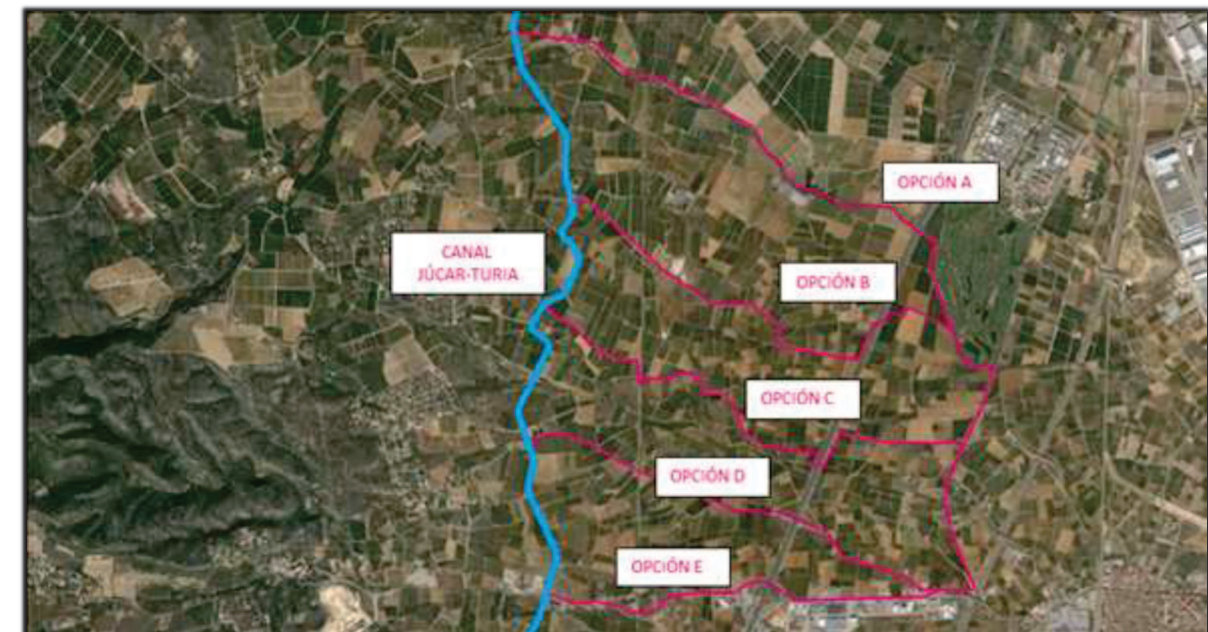 OPCIÓN A
CANAL
JÚCAR-TURIA
OPCIÓN B
OPCIÓN C
OPCIÓN D
OPCIÓN E